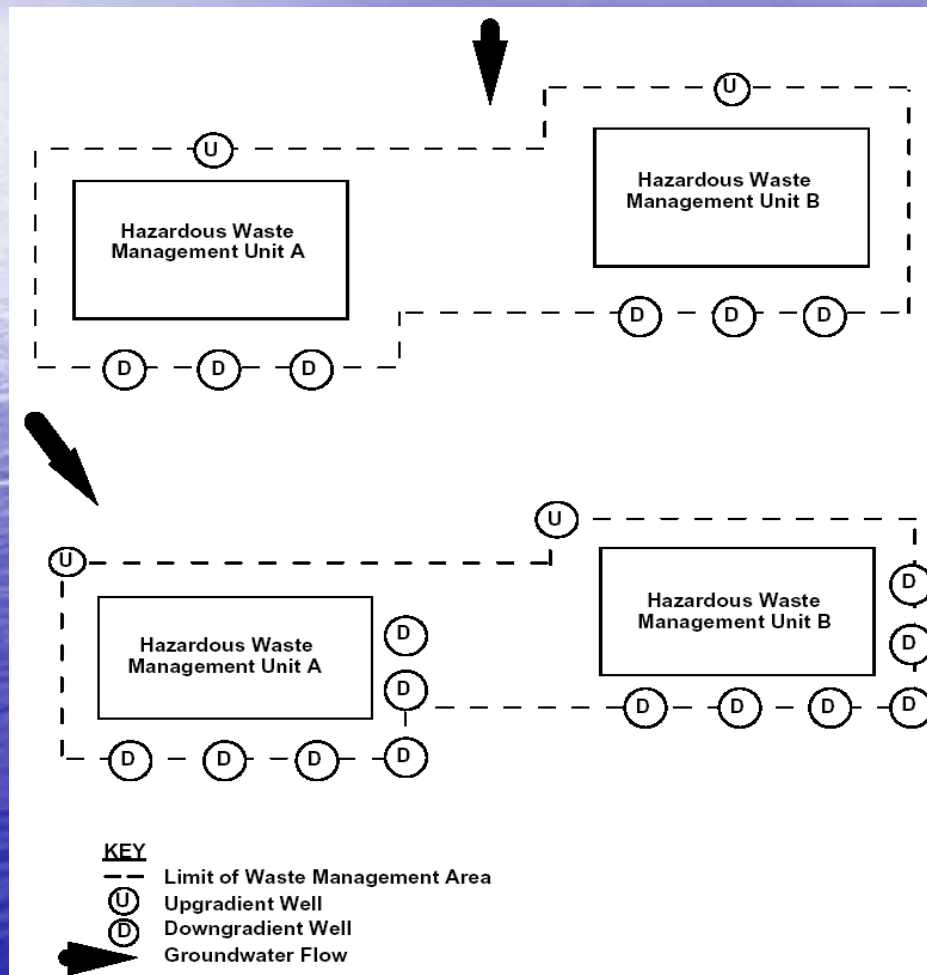 U
U
Hazardous Waste
Management Unit A
Hazardous Waste
Management Unit B
D D D
D D D
U
U
Hazardous Waste
Management Unit A
Hazardous Waste
Management Unit B
D
D
D
D
D D D D
D D D D
KEY
Limit of Waste Management Area
U Upgradient Well
D Downgradient Well
Groundwater Flow